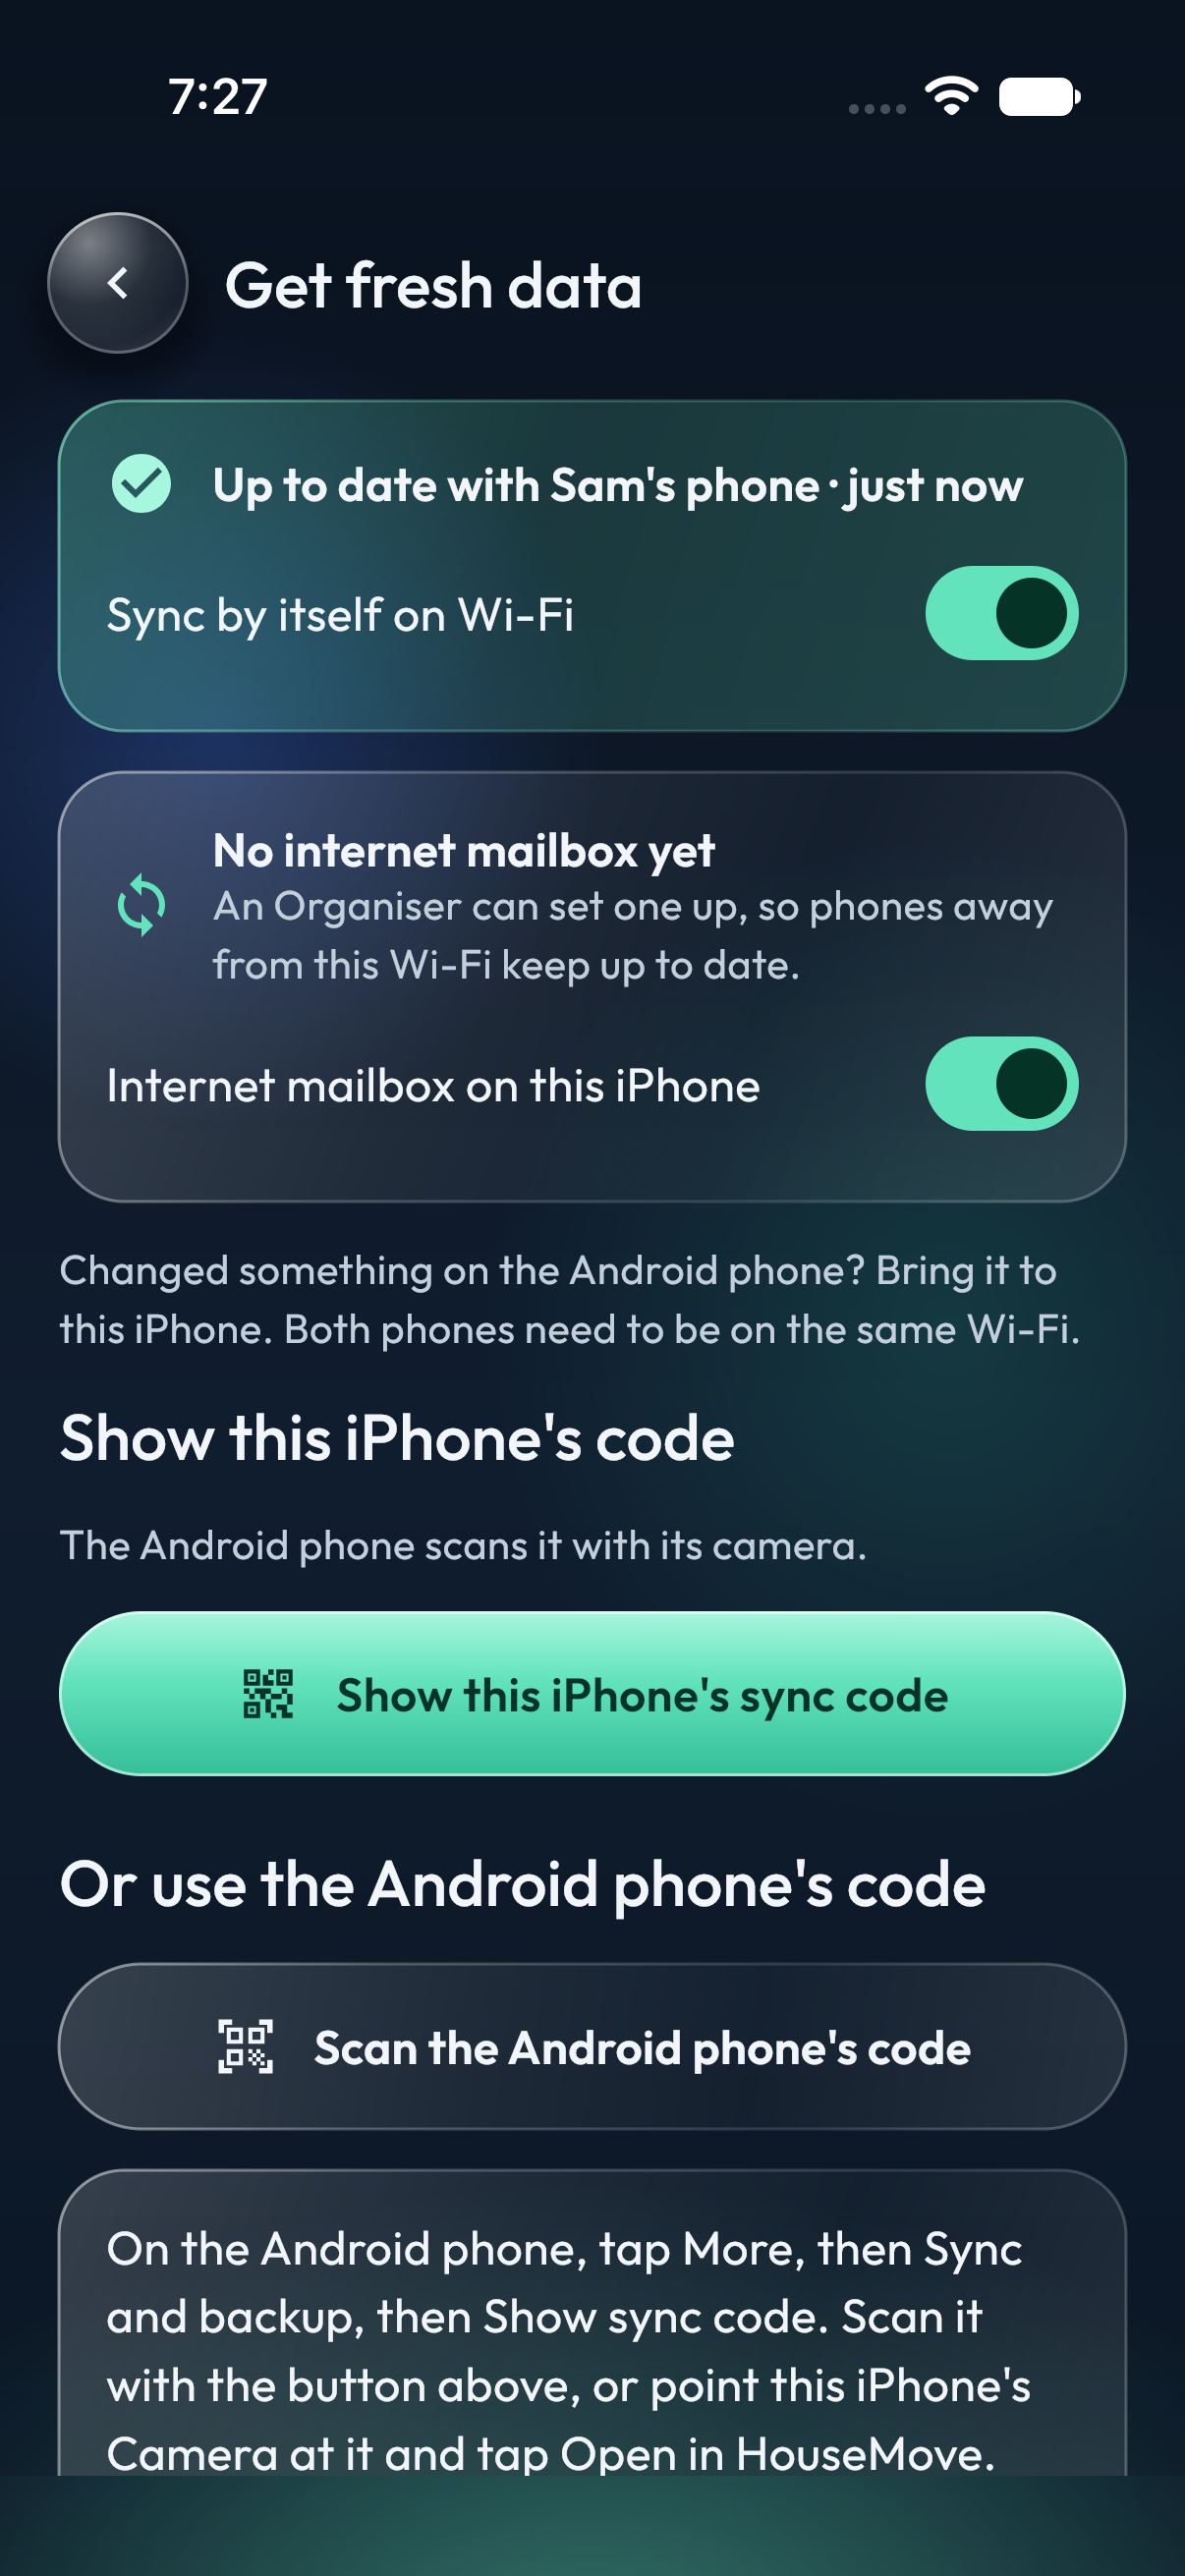 7:27
Get fresh data
Up to date with Sam's phone · just now
Sync by itself on Wi-Fi
No internet mailbox yet
An Organiser can set one up, so phones away
from this Wi-Fi keep up to date.
Internet mailbox on this iPhone
Changed something on the Android phone? Bring it to
this iPhone. Both phones need to be on the same Wi-Fi.
Show this iPhone's code
The Android phone scans it with its camera.
Show this iPhone's sync code
Or use the Android phone's code
Scan the Android phone's code
On the Android phone, tap More, then Sync
and backup, then Show sync code. Scan it
with the button above, or point this iPhone's
Camera at it and tap Open in HouseMove.